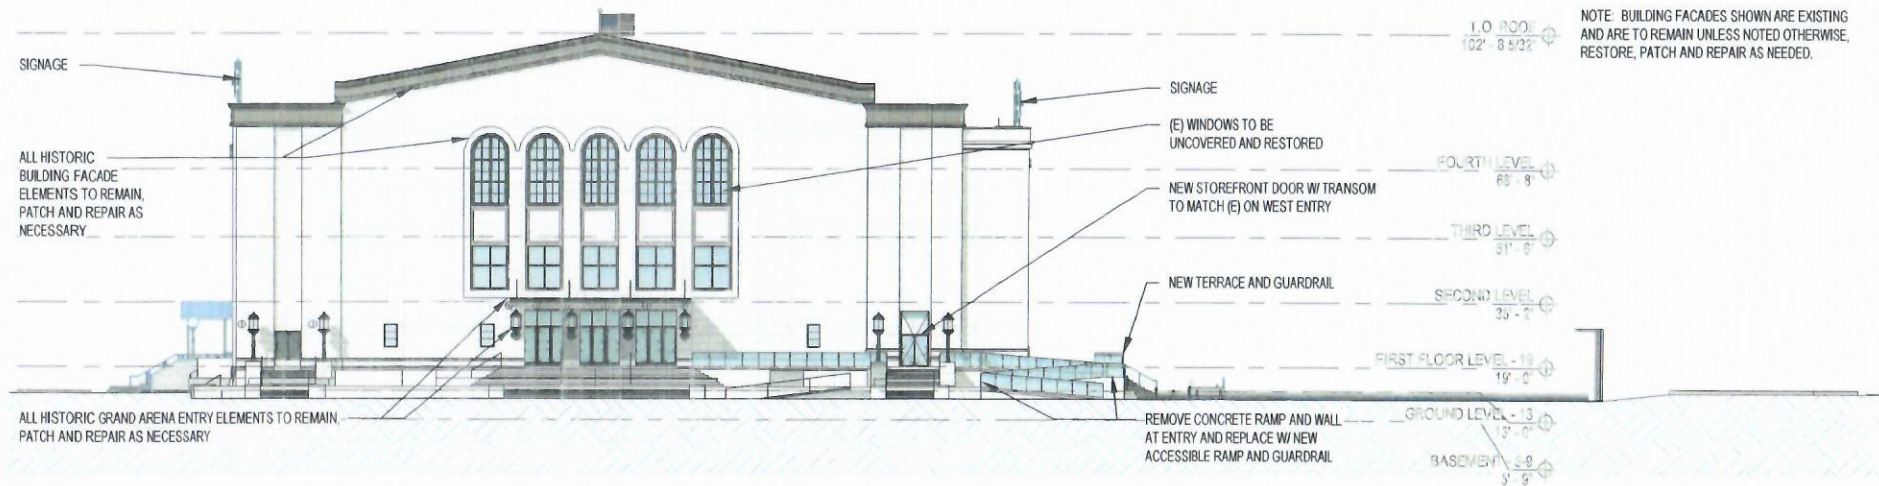 T.O. ROOF
102' - 8 5/32"
NOTE: BUILDING FACADES SHOWN ARE EXISTING
AND ARE TO REMAIN UNLESS NOTED OTHERWISE,
RESTORE, PATCH AND REPAIR AS NEEDED.
SIGNAGE
SIGNAGE
(E) WINDOWS TO BE
UNCOVERED AND RESTORED
ALL HISTORIC
BUILDING FACADE
ELEMENTS TO REMAIN,
PATCH AND REPAIR AS
NECESSARY
FOURTH LEVEL
68' - 8"
NEW STOREFRONT DOOR W/ TRANSOM
TO MATCH (E) ON WEST ENTRY
THIRD LEVEL
51' - 8"
NEW TERRACE AND GUARDRAIL
SECOND LEVEL
35' - 2"
FIRST FLOOR LEVEL - 19
19' - 0"
ALL HISTORIC GRAND ARENA ENTRY ELEMENTS TO REMAIN,
PATCH AND REPAIR AS NECESSARY
REMOVE CONCRETE RAMP AND WALL
AT ENTRY AND REPLACE W/ NEW
ACCESSIBLE RAMP AND GUARDRAIL
GROUND LEVEL - 13
13' - 0"
BASEMENT - 5-9
5' - 9"